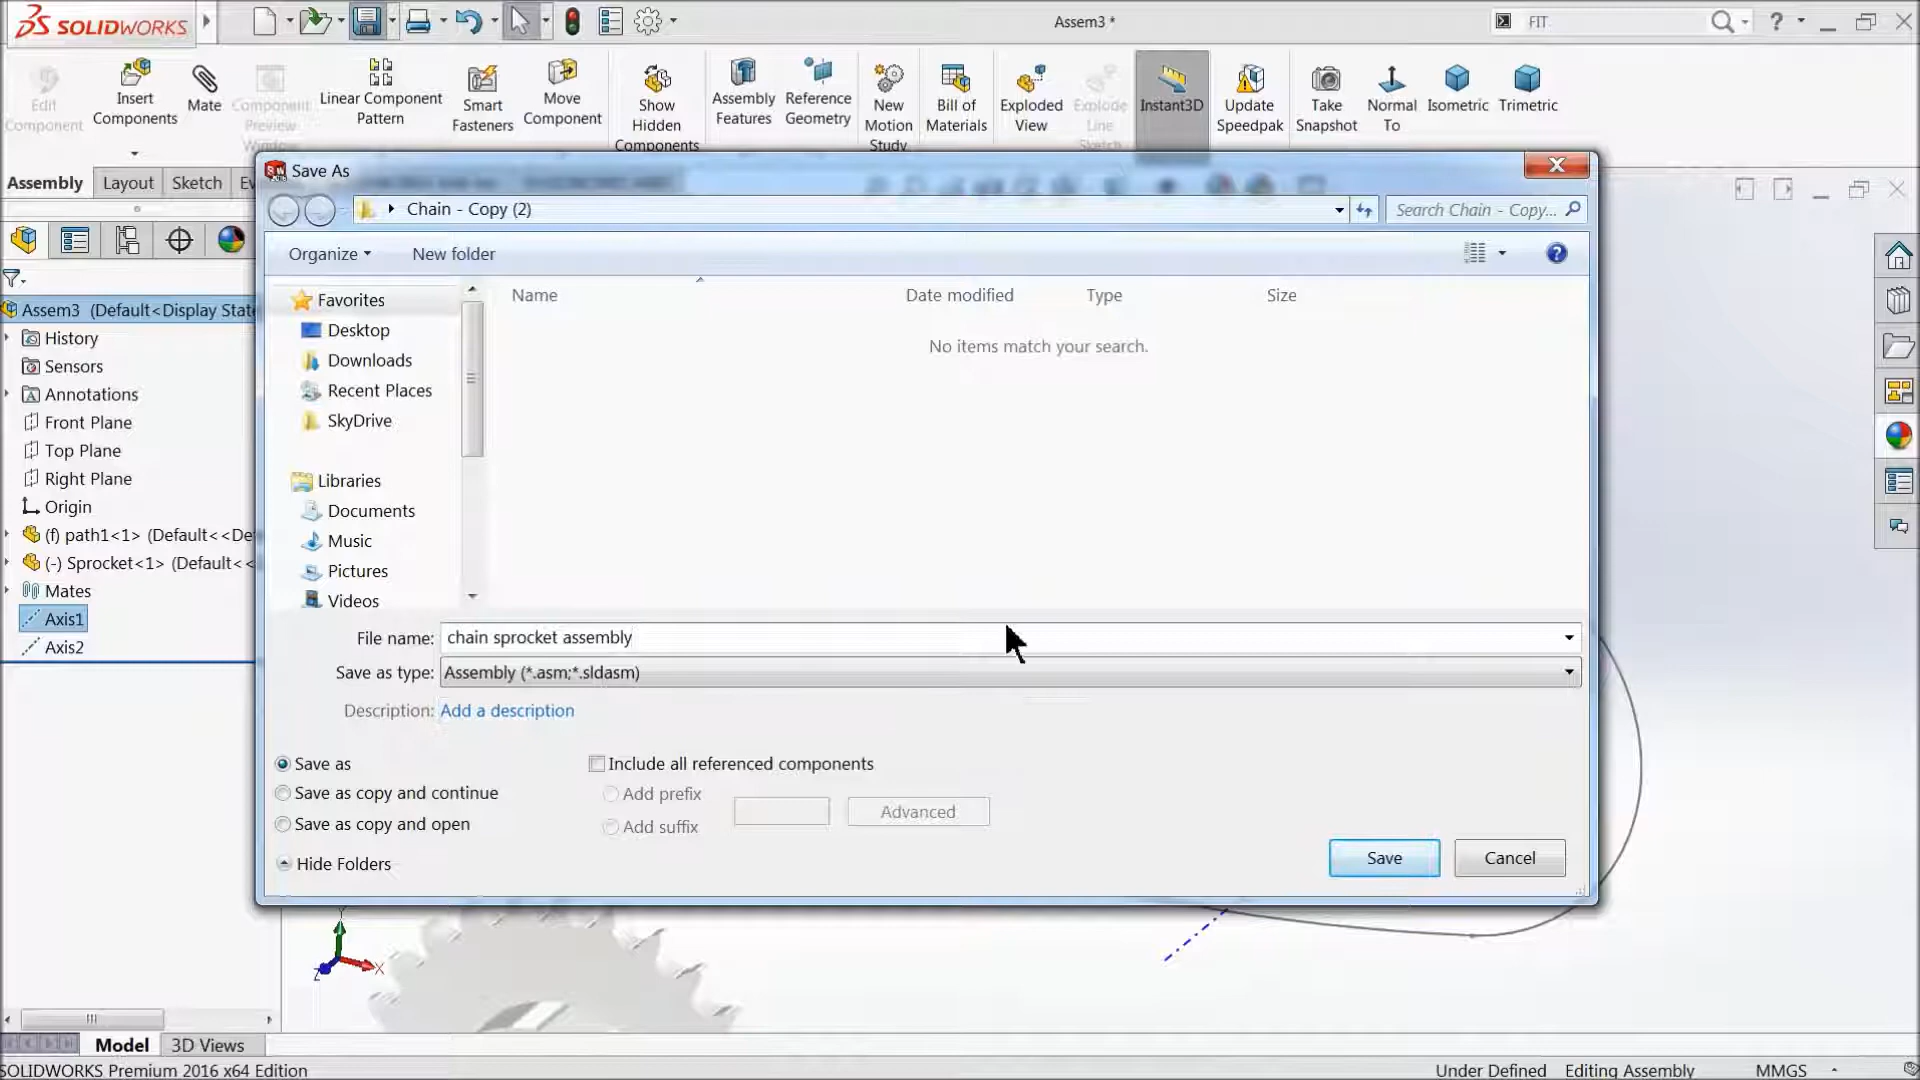 SOLIDWORKS
Assem3 *
FIT
Edit Component
Insert Components
Mate
Component Preview Window
Linear Component Pattern
Smart Fasteners
Move Component
Show Hidden Components
Assembly Features
Reference Geometry
New Motion Study
Bill of Materials
Exploded View
Explode Line Sketch
Instant3D
Update Speedpak
Take Snapshot
Normal To
Isometric
Trimetric
Assembly
Layout
Sketch
Save As
Chain - Copy (2)
Search Chain - Copy...
Organize
New folder
Name
Date modified
Type
Size
No items match your search.
Favorites
Desktop
Downloads
Recent Places
SkyDrive
Libraries
Documents
Music
Pictures
Videos
Assem3 (Default<Display State
History
Sensors
Annotations
Front Plane
Top Plane
Right Plane
Origin
(f) path1<1> (Default<<De
(-) Sprocket<1> (Default<<
Mates
Axis1
Axis2
File name: chain sprocket assembly
Save as type: Assembly (*.asm;*.sldasm)
Description: Add a description
Save as
Save as copy and continue
Save as copy and open
Include all referenced components
Add prefix
Add suffix
Advanced
Hide Folders
Save
Cancel
X
Z
Model
3D Views
SOLIDWORKS Premium 2016 x64 Edition
Under Defined
Editing Assembly
MMGS